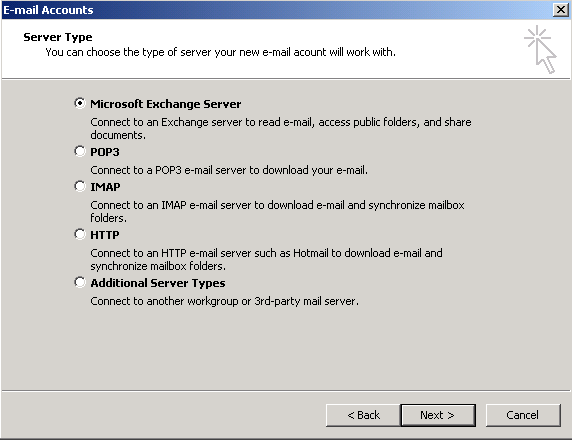 E-mail Accounts
Server Type
You can choose the type of server your new e-mail acount will work with.
Microsoft Exchange Server
Connect to an Exchange server to read e-mail, access public folders, and share
documents.
POP3
Connect to a POP3 e-mail server to download your e-mail.
IMAP
Connect to an IMAP e-mail server to download e-mail and synchronize mailbox
folders.
HTTP
Connect to an HTTP e-mail server such as Hotmail to download e-mail and
synchronize mailbox folders.
Additional Server Types
Connect to another workgroup or 3rd-party mail server.
< Back Next > Cancel